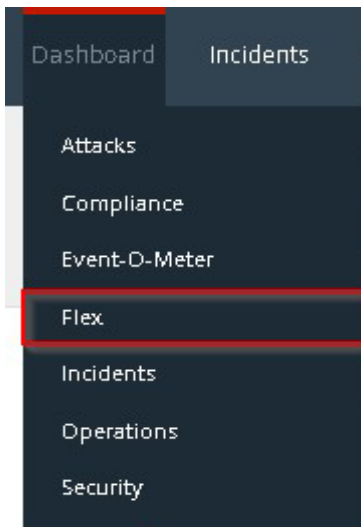 Dashboard Incidents
Attacks
Compliance
Event-O-Meter
Flex
Incidents
Operations
Security